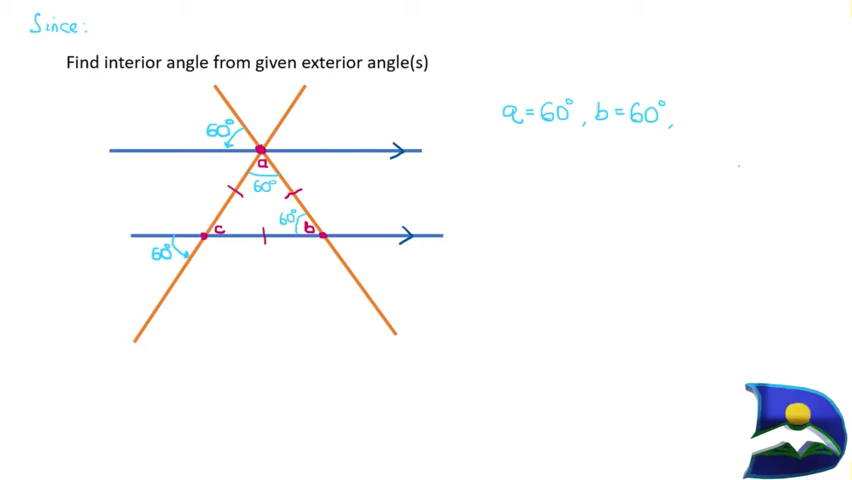 Since:
Find interior angle from given exterior angle(s)
a = 60°, b = 60°,
60°
a
60°
60° b
c
60°